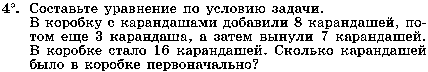 4°. Составьте уравнение по условию задачи.
В коробку с карандашами добавили 8 карандашей, по-
том еще 3 карандаша, а затем вынули 7 карандашей.
В коробке стало 16 карандашей. Сколько карандашей
было в коробке первоначально?